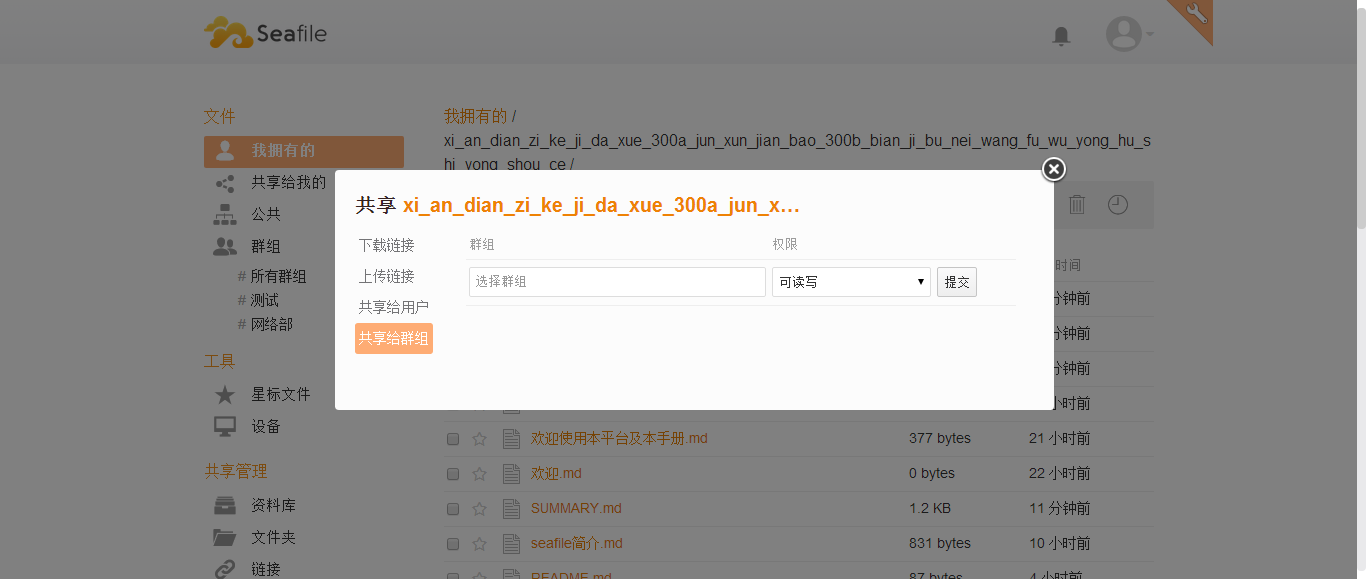 Seafile
文件
我拥有的
共享给我的
公共
群组
# 所有群组
# 测试
# 网络部
工具
星标文件
设备
共享管理
资料库
文件夹
链接
我拥有的 /
xi_an_dian_zi_ke_ji_da_xue_300a_jun_xun_jian_bao_300b_bian_ji_bu_nei_wang_fu_wu_yong_hu_s
hi_yong_shou_ce /
共享 xi_an_dian_zi_ke_ji_da_xue_300a_jun_x...
下载链接
上传链接
共享给用户
共享给群组
群组 权限
选择群组 可读写 提交
时间
分钟前
分钟前
分钟前
小时前
欢迎使用本平台及本手册.md 377 bytes 21 小时前
欢迎.md 0 bytes 22 小时前
SUMMARY.md 1.2 KB 11 分钟前
seafile简介.md 831 bytes 10 小时前
README.md 87 bytes 4 小时前